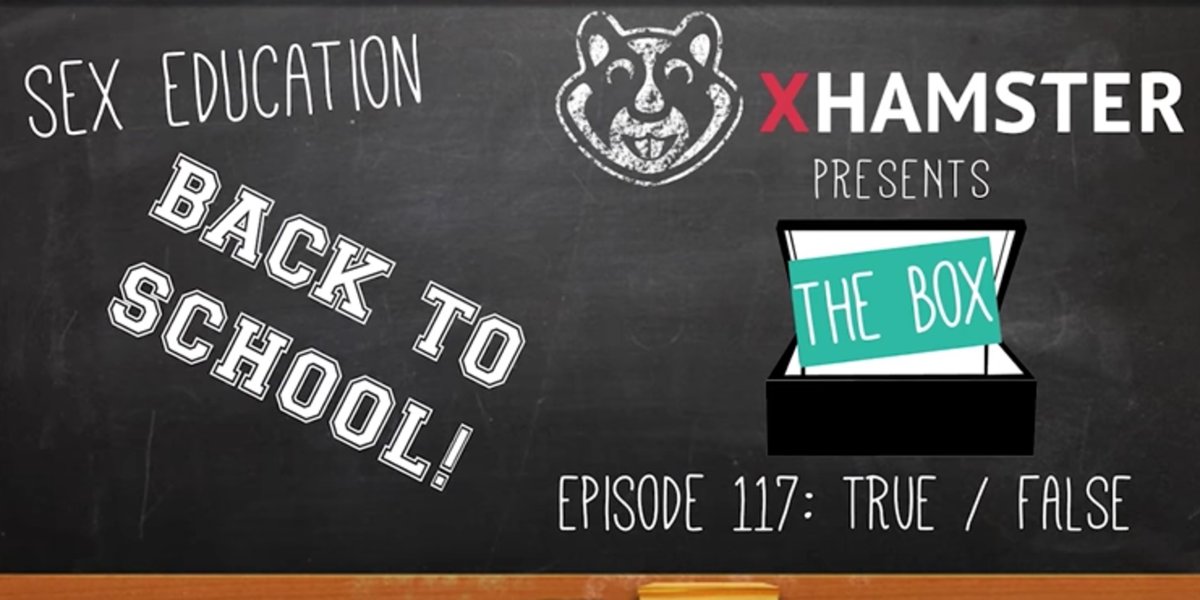 SEX EDUCATION
BACK TO
SCHOOL!
XHAMSTER
PRESENTS
THE BOX
EPISODE 117: TRUE / FALSE